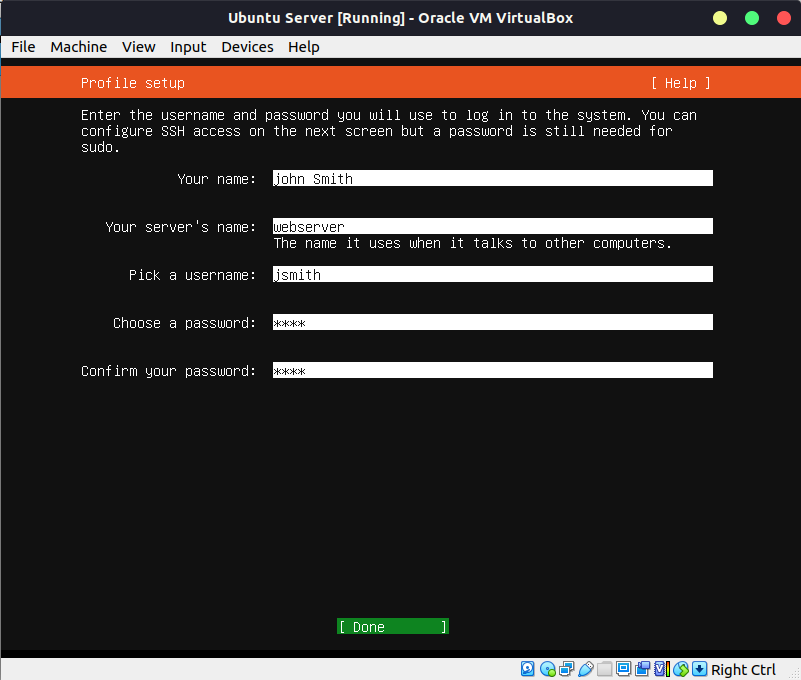 Ubuntu Server [Running] - Oracle VM VirtualBox
File Machine View Input Devices Help
Profile setup [ Help ]
Enter the username and password you will use to log in to the system. You can
configure SSH access on the next screen but a password is still needed for
sudo.
Your name: john Smith
Your server's name: webserver
The name it uses when it talks to other computers.
Pick a username: jsmith
Choose a password: ****
Confirm your password: ****
[ Done ]
Right Ctrl